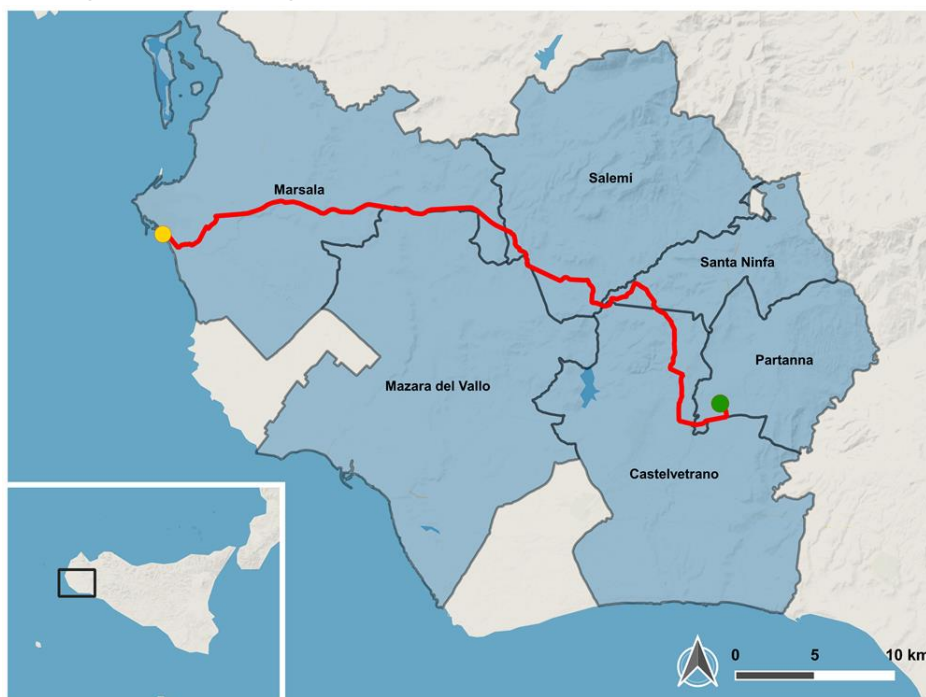 Marsala
Salemi
Santa Ninfa
Partanna
Mazara del Vallo
Castelvetrano
0 5 10 km